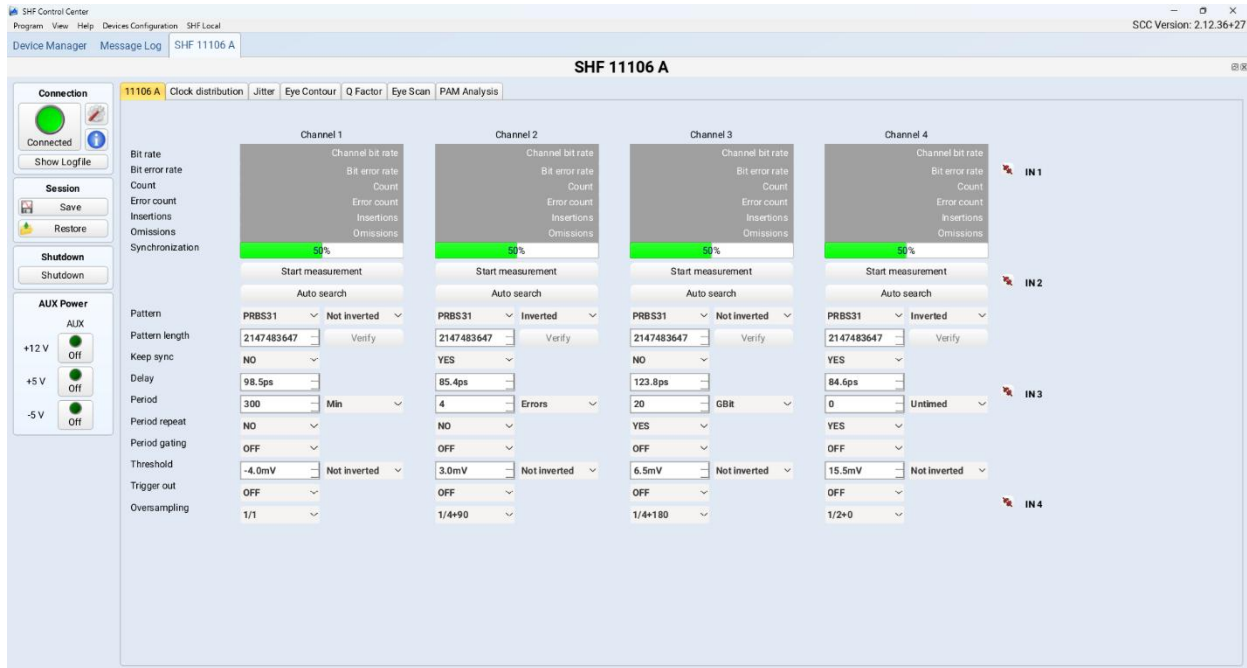 SHF Control Center
Program View Help Devices Configuration SHF Local
SCC Version: 2.12.36+27
Device Manager Message Log SHF 11106 A
SHF 11106 A
Connection
Connected
Show Logfile
Session
Save
Restore
Shutdown
Shutdown
AUX Power
AUX
+12 V Off
+5 V Off
-5 V Off
11106 A Clock distribution Jitter Eye Contour Q Factor Eye Scan PAM Analysis
Channel 1 Channel 2 Channel 3 Channel 4
Bit rate Channel bit rate Channel bit rate Channel bit rate Channel bit rate
Bit error rate Bit error rate Bit error rate Bit error rate Bit error rate IN 1
Count Count Count Count Count
Error count Error count Error count Error count Error count
Insertions Insertions Insertions Insertions Insertions
Omissions Omissions Omissions Omissions Omissions
Synchronization 50% 50% 50% 50%
Start measurement Start measurement Start measurement Start measurement
IN 2
Auto search Auto search Auto search Auto search
Pattern PRBS31 Not inverted PRBS31 Inverted PRBS31 Not inverted PRBS31 Inverted
Pattern length 2147483647 Verify 2147483647 Verify 2147483647 Verify 2147483647 Verify
Keep sync NO YES NO YES
Delay 98.5ps 85.4ps 123.8ps 84.6ps
IN 3
Period 300 Min 4 Errors 20 GBit 0 Untimed
Period repeat NO NO YES YES
Period gating OFF OFF OFF OFF
Threshold -4.0mV Not inverted 3.0mV Not inverted 6.5mV Not inverted 15.5mV Not inverted
Trigger out OFF OFF OFF OFF
IN 4
Oversampling 1/1 1/4+90 1/4+180 1/2+0